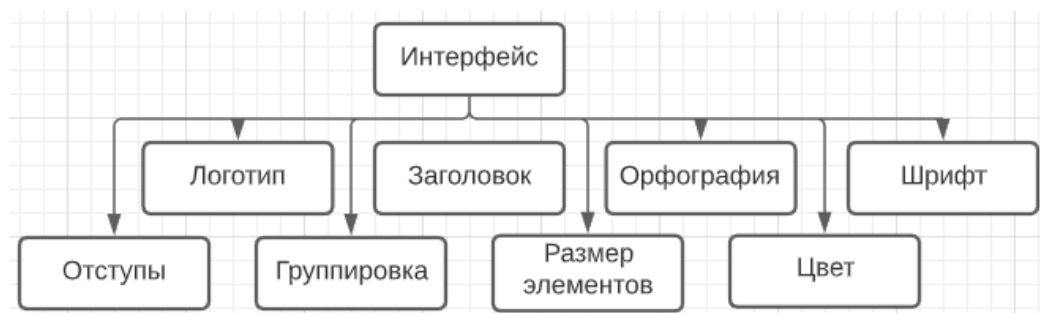 Интерфейс
Логотип
Заголовок
Орфография
Шрифт
Отступы
Группировка
Размер
элементов
Цвет